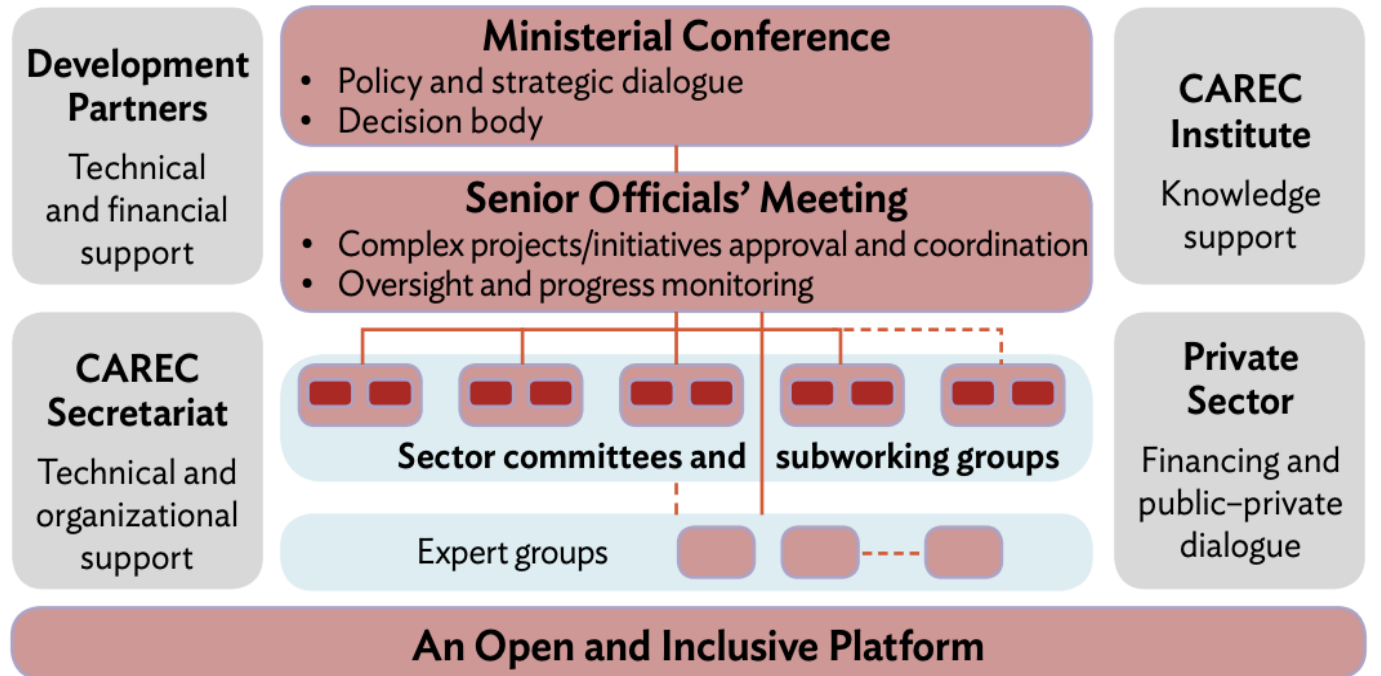 Development
Partners
Technical
and financial
support
CAREC
Secretariat
Technical and
organizational
support
Ministerial Conference
• Policy and strategic dialogue
• Decision body
Senior Officials’ Meeting
• Complex projects/initiatives approval and coordination
• Oversight and progress monitoring
Sector committees and subworking groups
Expert groups
CAREC
Institute
Knowledge
support
Private
Sector
Financing and
public–private
dialogue
An Open and Inclusive Platform